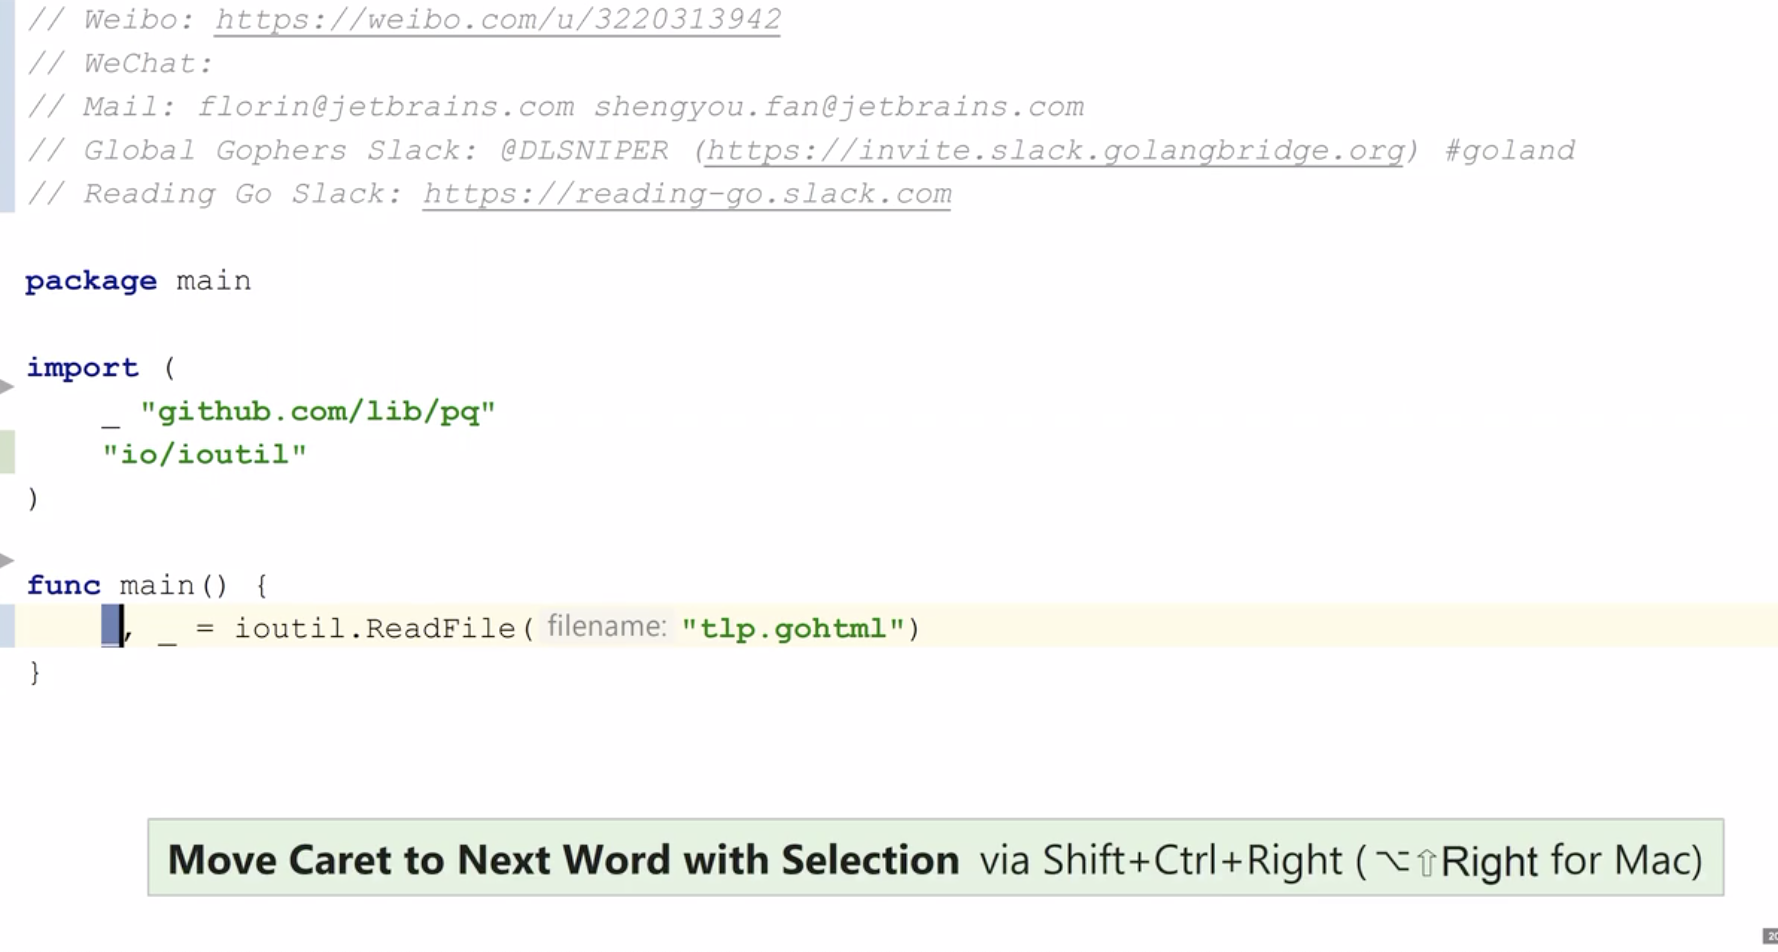 // Weibo: https://weibo.com/u/3220313942
// WeChat:
// Mail: florin@jetbrains.com shengyou.fan@jetbrains.com
// Global Gophers Slack: @DLSNIPER (https://invite.slack.golangbridge.org) #goland
// Reading Go Slack: https://reading-go.slack.com
package main
import (
_ "github.com/lib/pq"
"io/ioutil"
)
func main() {
_, _ = ioutil.ReadFile( filename: "tlp.gohtml")
}
Move Caret to Next Word with Selection via Shift+Ctrl+Right (⌥⇧Right for Mac)